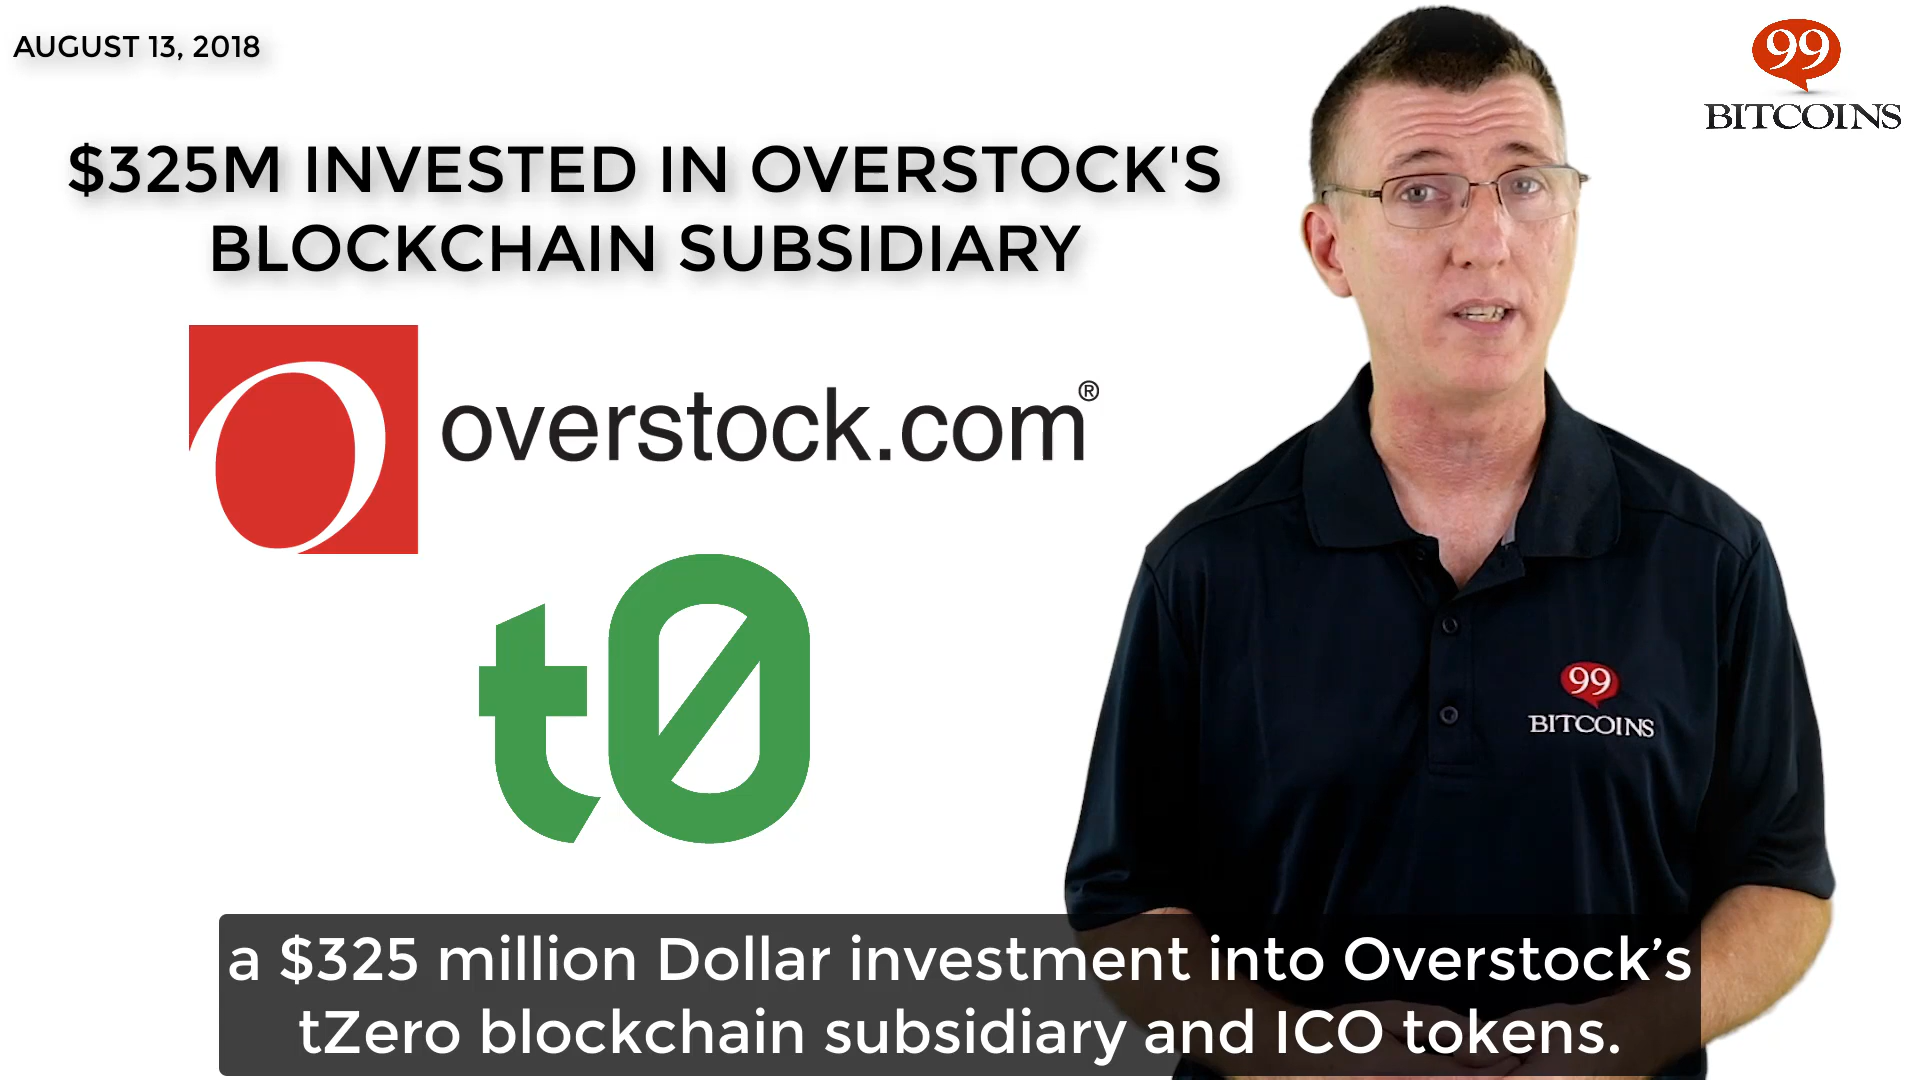 AUGUST 13, 2018
99
BITCOINS
$325M INVESTED IN OVERSTOCK'S
BLOCKCHAIN SUBSIDIARY
overstock.com®
t0
99
BITCOINS
a $325 million Dollar investment into Overstock’s
tZero blockchain subsidiary and ICO tokens.